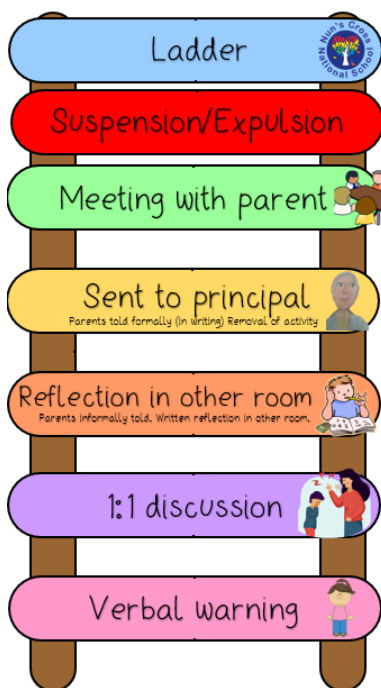 Ladder
Nun's Cross
National School
Suspension/Expulsion
Meeting with parent
Sent to principal
Parents told formally (in writing) Removal of activity
Reflection in other room
Parents informally told. Written reflection in other room.
1:1 discussion
Verbal warning